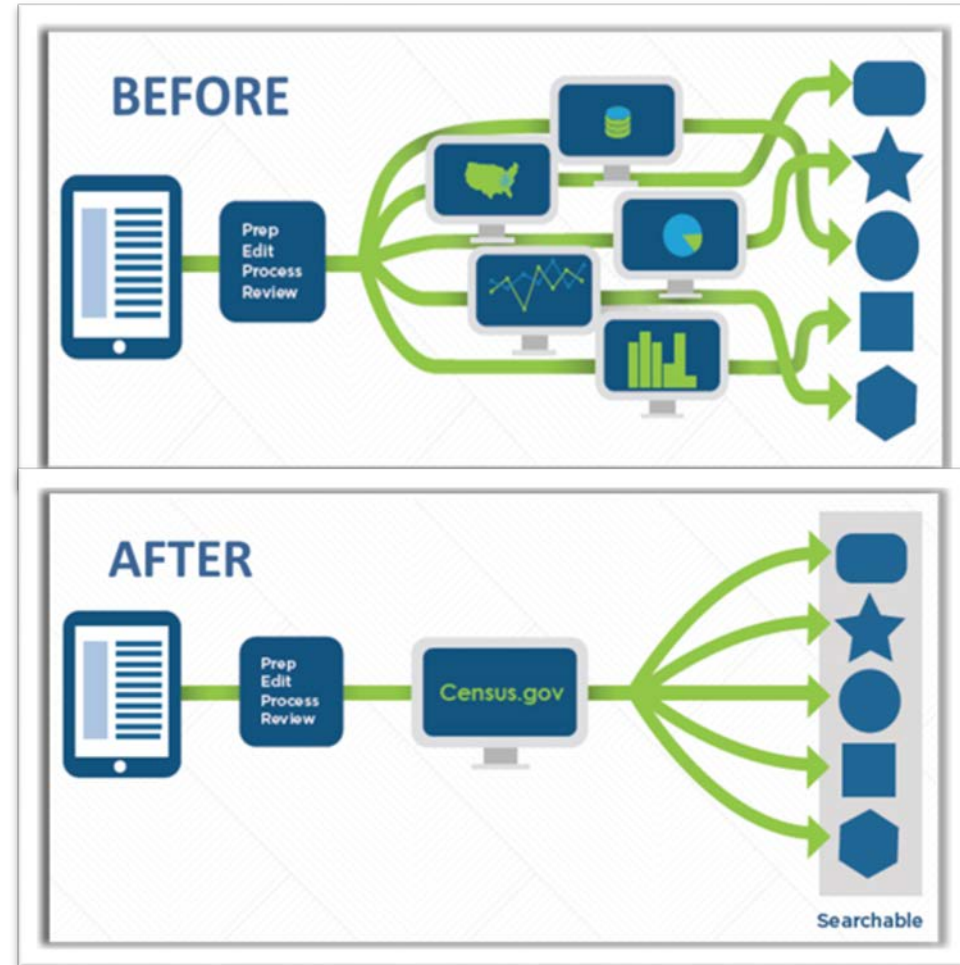 BEFORE
Prep
Edit
Process
Review
AFTER
Prep
Edit
Process
Review
Census.gov
Searchable